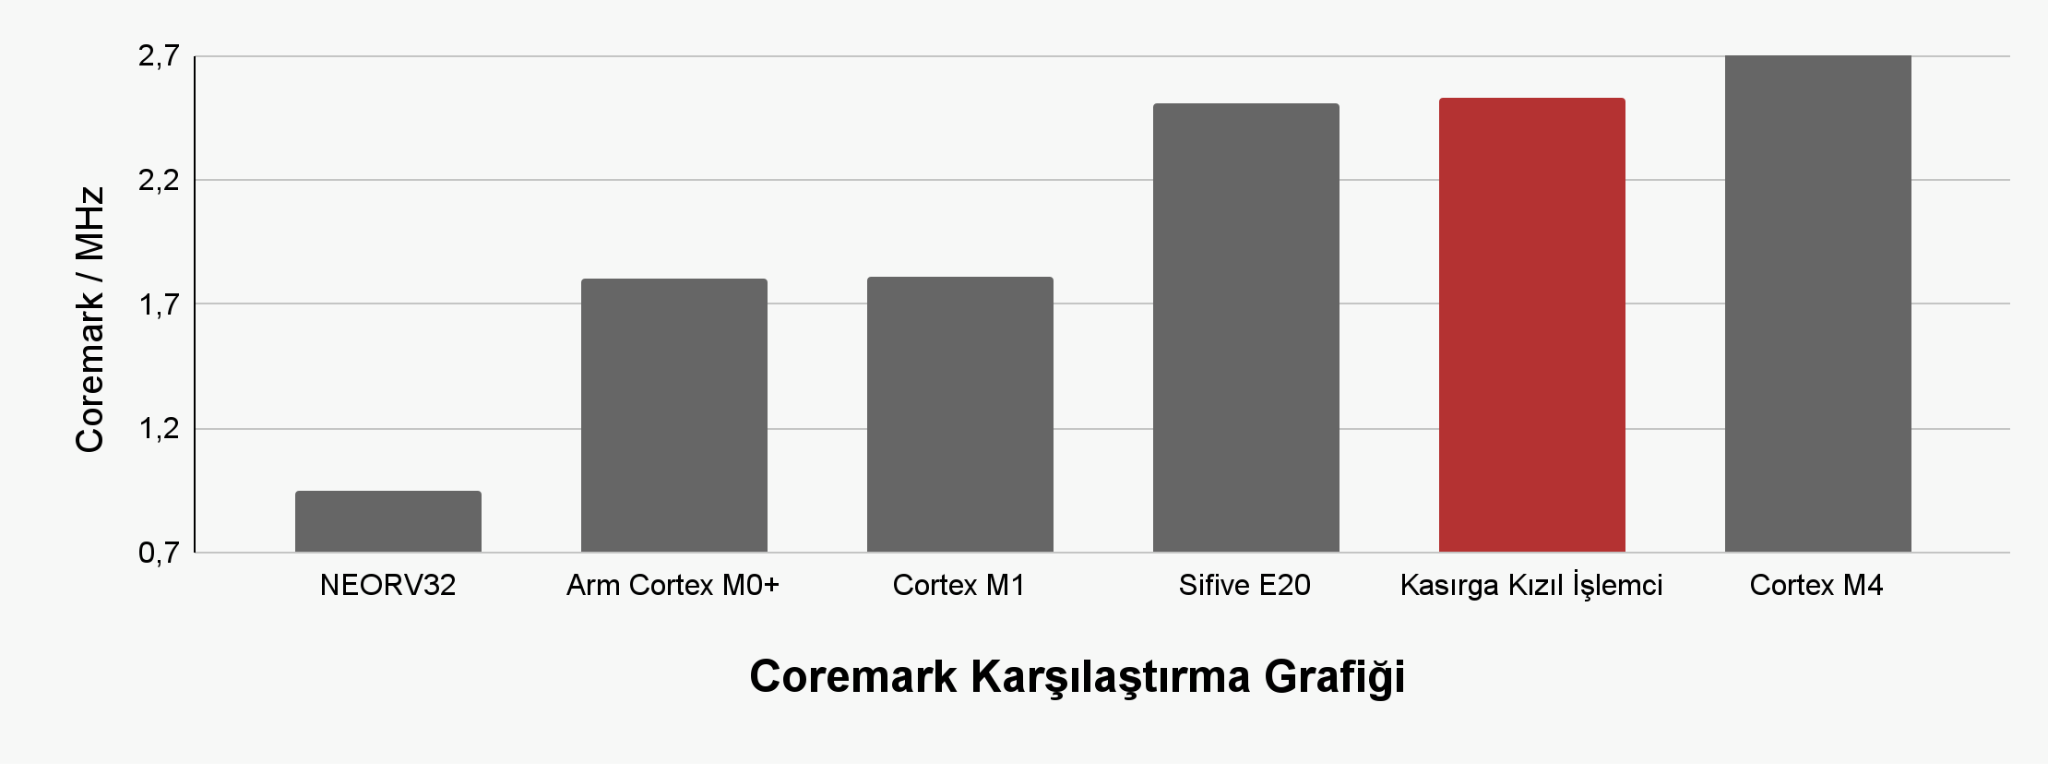 2,7
2,2
1,7
1,2
0,7
Coremark / MHz
NEORV32
Arm Cortex M0+
Cortex M1
Sifive E20
Kasırga Kızıl İşlemci
Cortex M4
Coremark Karşılaştırma Grafiği